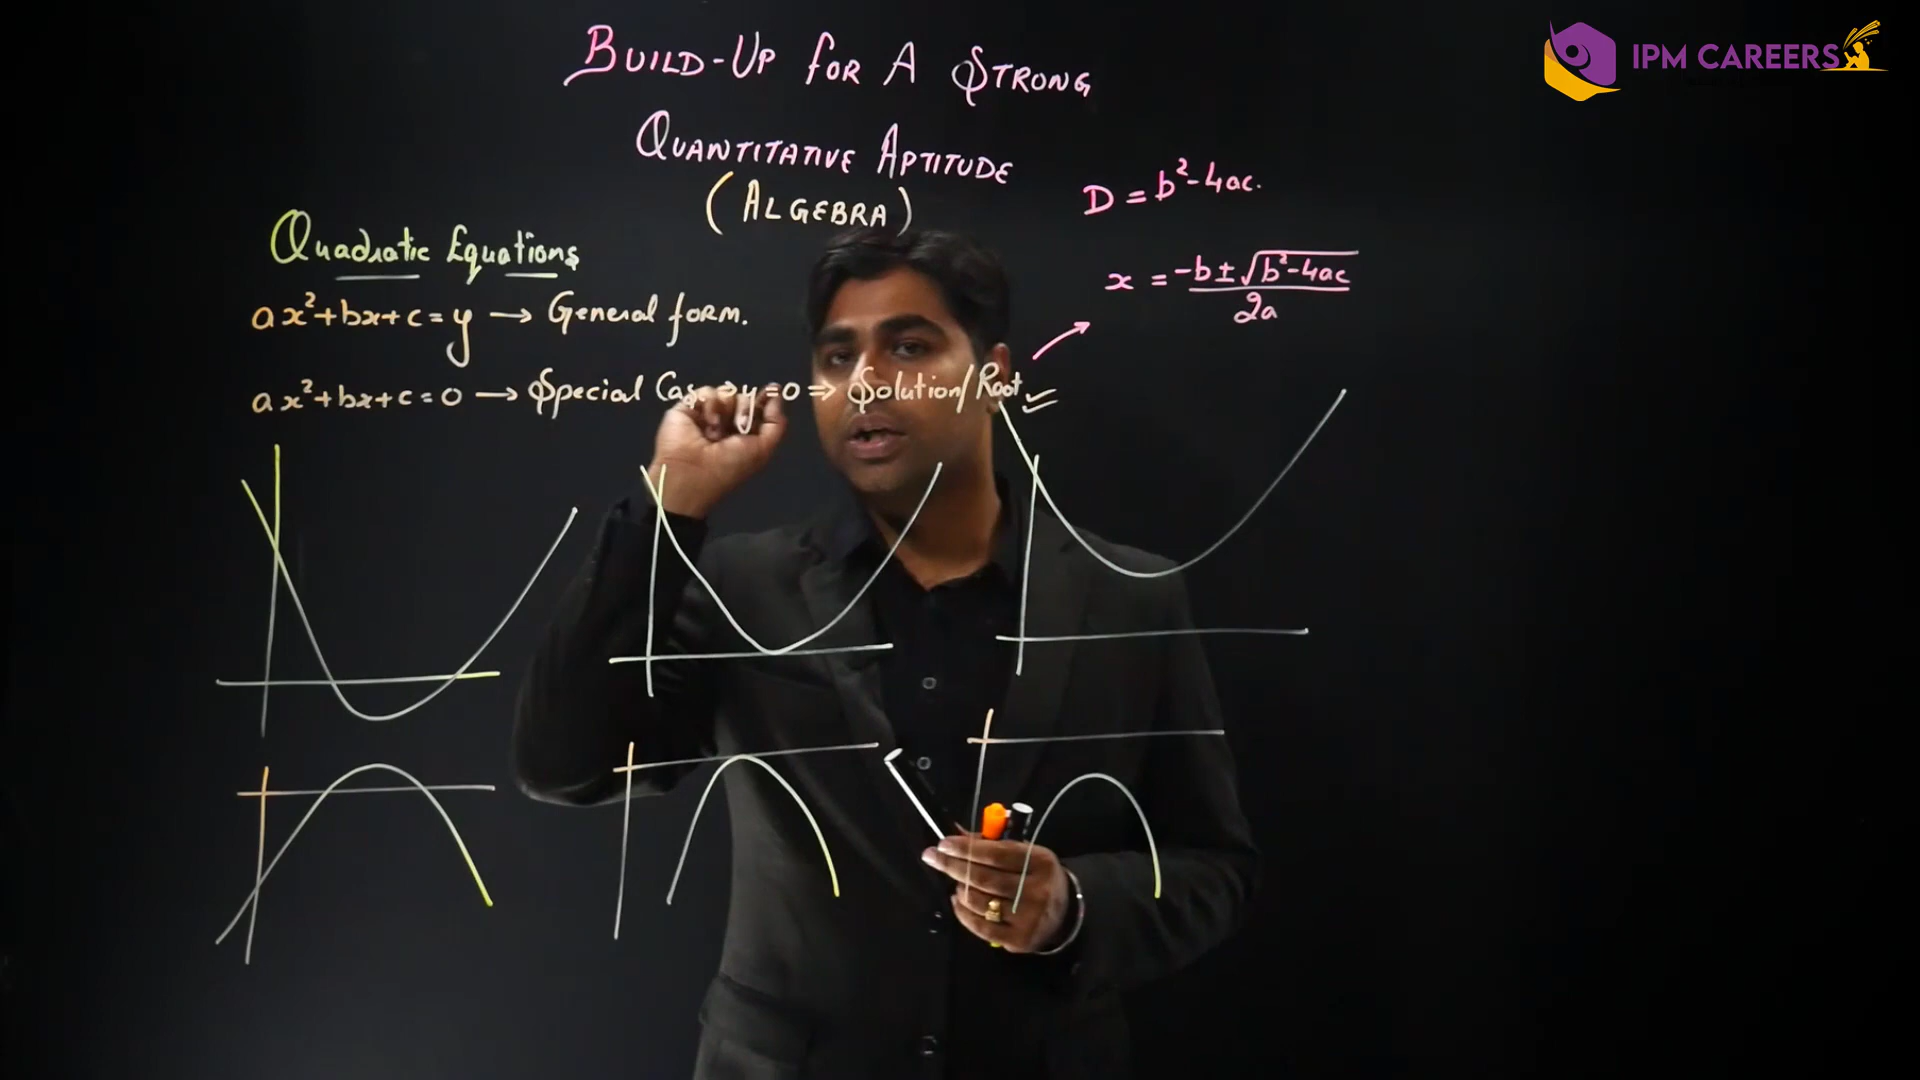 BUILD-UP FOR A STRONG
IPM CAREERS
QUANTITATIVE APTITUDE
(ALGEBRA)
D = b²-4ac.
Quadratic Equations
x = -b±√b²-4ac / 2a
ax²+bx+c=y → General form.
ax²+bx+c=0 → Special Cas ⇒ y=0 ⇒ Solution/Root ✓